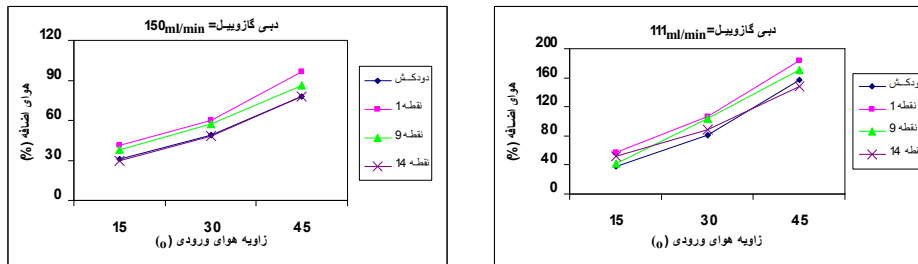 دبی گازوییل= 150ml/min
120
90
60
30
0
15 30 45
هوای اضافه (%)
زاویه هوای ورودی (o)
دودکش
نقطه 1
نقطه 9
نقطه 14
دبی گازوییل=111ml/min
200
160
120
80
40
0
15 30 45
هوای اضافه (%)
زاویه هوای ورودی (o)
دودکش
نقطه 1
نقطه 9
نقطه 14